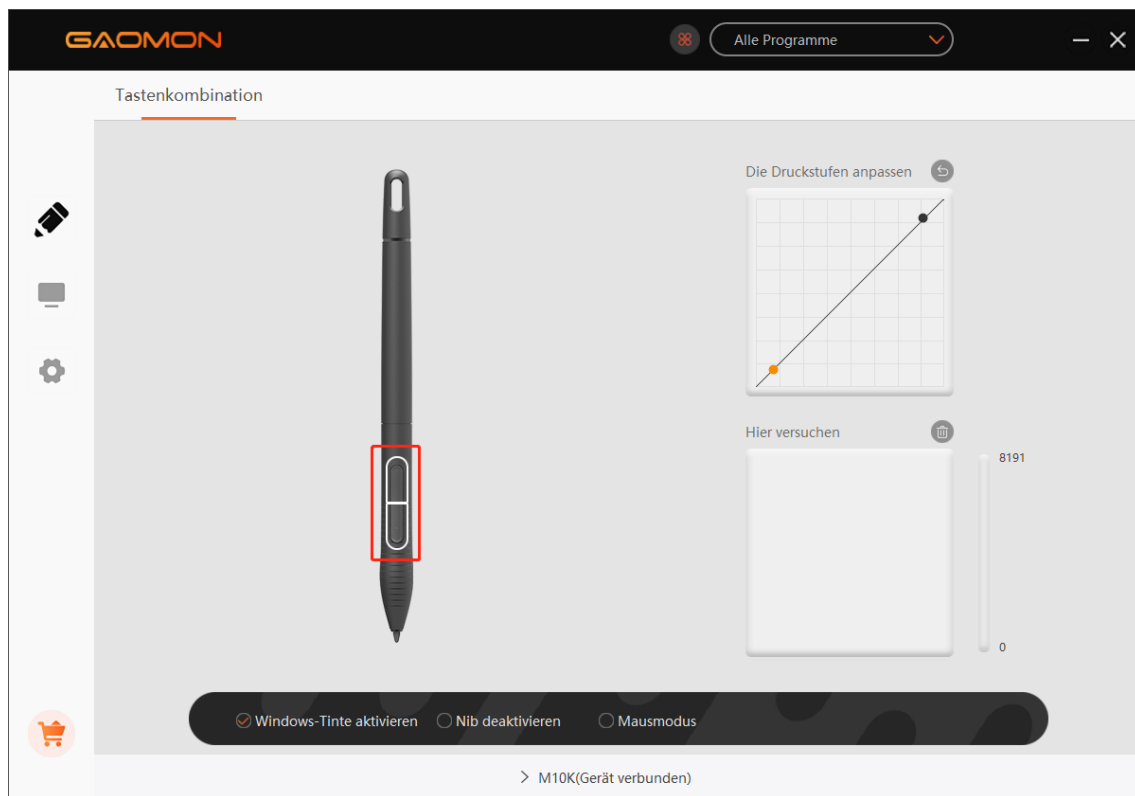 GAOMON
Alle Programme
Tastenkombination
Die Druckstufen anpassen
Hier versuchen
8191
0
Windows-Tinte aktivieren
Nib deaktivieren
Mausmodus
M10K(Gerät verbunden)